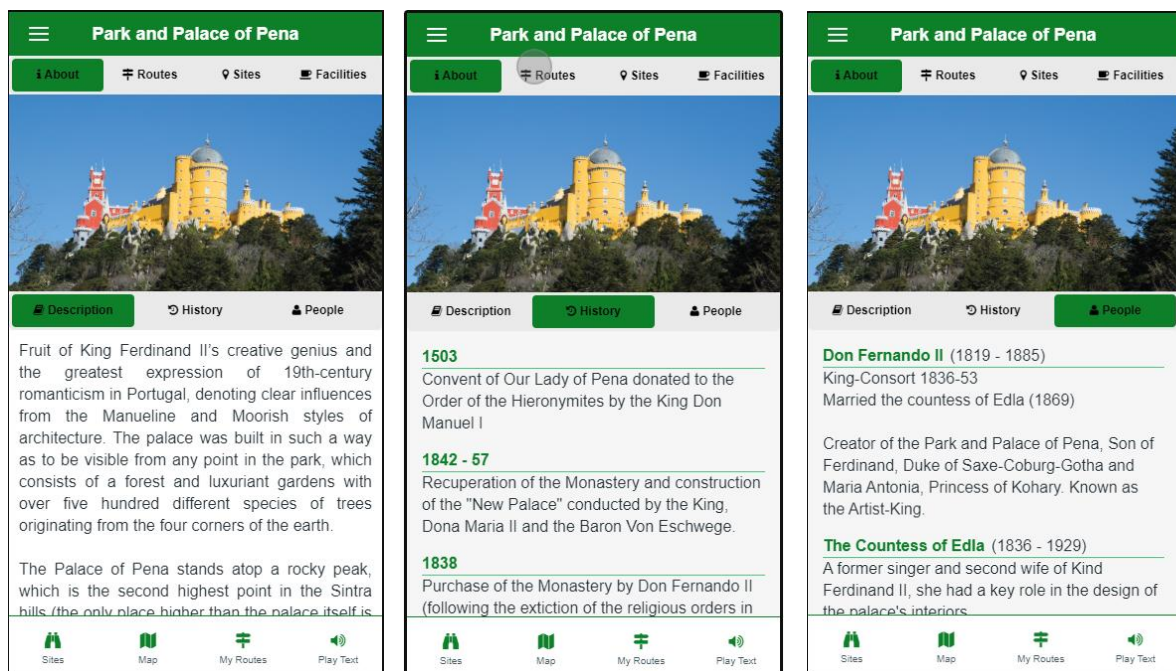 Park and Palace of Pena
About Routes Sites Facilities
Description History People
Fruit of King Ferdinand II's creative genius and
the greatest expression of 19th-century
romanticism in Portugal, denoting clear influences
from the Manueline and Moorish styles of
architecture. The palace was built in such a way
as to be visible from any point in the park, which
consists of a forest and luxuriant gardens with
over five hundred different species of trees
originating from the four corners of the earth.
The Palace of Pena stands atop a rocky peak,
which is the second highest point in the Sintra
hills (the only place higher than the palace itself is
Sites Map My Routes Play Text
Park and Palace of Pena
About Routes Sites Facilities
Description History People
1503
Convent of Our Lady of Pena donated to the
Order of the Hieronymites by the King Don
Manuel I
1842 - 57
Recuperation of the Monastery and construction
of the "New Palace" conducted by the King,
Dona Maria II and the Baron Von Eschwege.
1838
Purchase of the Monastery by Don Fernando II
(following the extiction of the religious orders in
Sites Map My Routes Play Text
Park and Palace of Pena
About Routes Sites Facilities
Description History People
Don Fernando II (1819 - 1885)
King-Consort 1836-53
Married the countess of Edla (1869)
Creator of the Park and Palace of Pena, Son of
Ferdinand, Duke of Saxe-Coburg-Gotha and
Maria Antonia, Princess of Kohary. Known as
the Artist-King.
The Countess of Edla (1836 - 1929)
A former singer and second wife of Kind
Ferdinand II, she had a key role in the design of
the palace's interiors
Sites Map My Routes Play Text